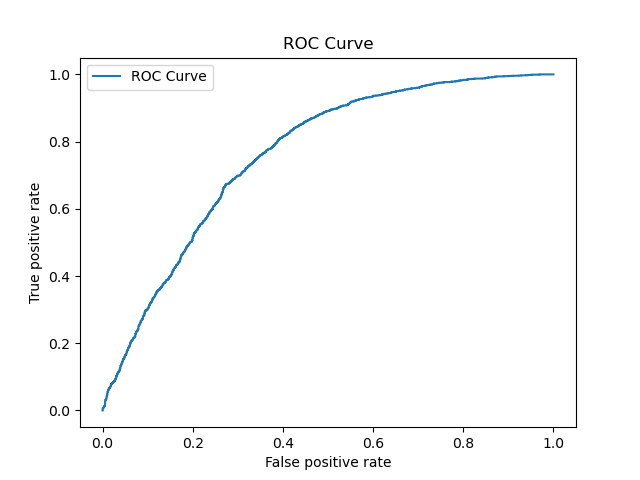 ROC Curve
ROC Curve
1.0
0.8
0.6
0.4
0.2
0.0
True positive rate
0.0 0.2 0.4 0.6 0.8 1.0
False positive rate